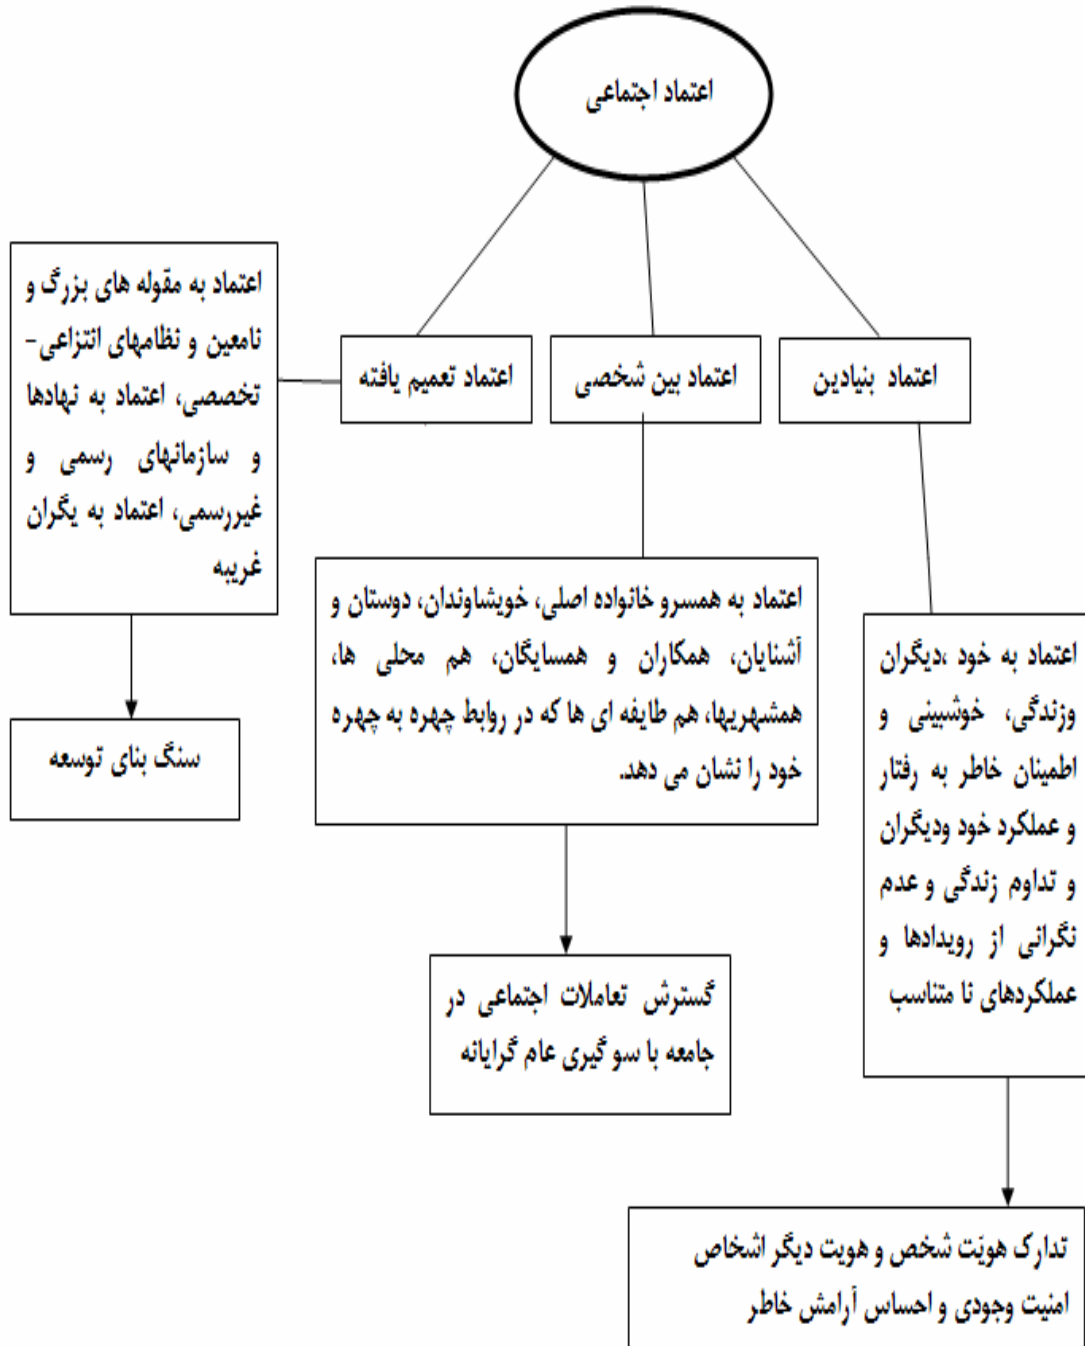 اعتماد اجتماعی
اعتماد بنیادین
اعتماد بین شخصی
اعتماد تعمیم یافته
اعتماد به خود ،دیگران
وزندگی، خوشبینی و
اطمینان خاطر به رفتار
و عملکرد خود ودیگران
و تداوم زندگی و عدم
نگرانی از رویدادها و
عملکردهای نا متناسب
تدارک هویّت شخص و هویت دیگر اشخاص
امنیت وجودی و احساس آرامش خاطر
اعتماد به همسرو خانواده اصلی، خویشاوندان، دوستان و
آشنایان، همکاران و همسایگان، هم محلی ها،
همشهریها، هم طایفه ای ها که در روابط چهره به چهره
خود را نشان می دهد.
گسترش تعاملات اجتماعی در
جامعه با سو گیری عام گرایانه
اعتماد به مقوله های بزرگ و
نامعین و نظامهای انتزاعی-
تخصصی، اعتماد به نهادها
و سازمانهای رسمی و
غیررسمی، اعتماد به یگران
غریبه
سنگ بنای توسعه